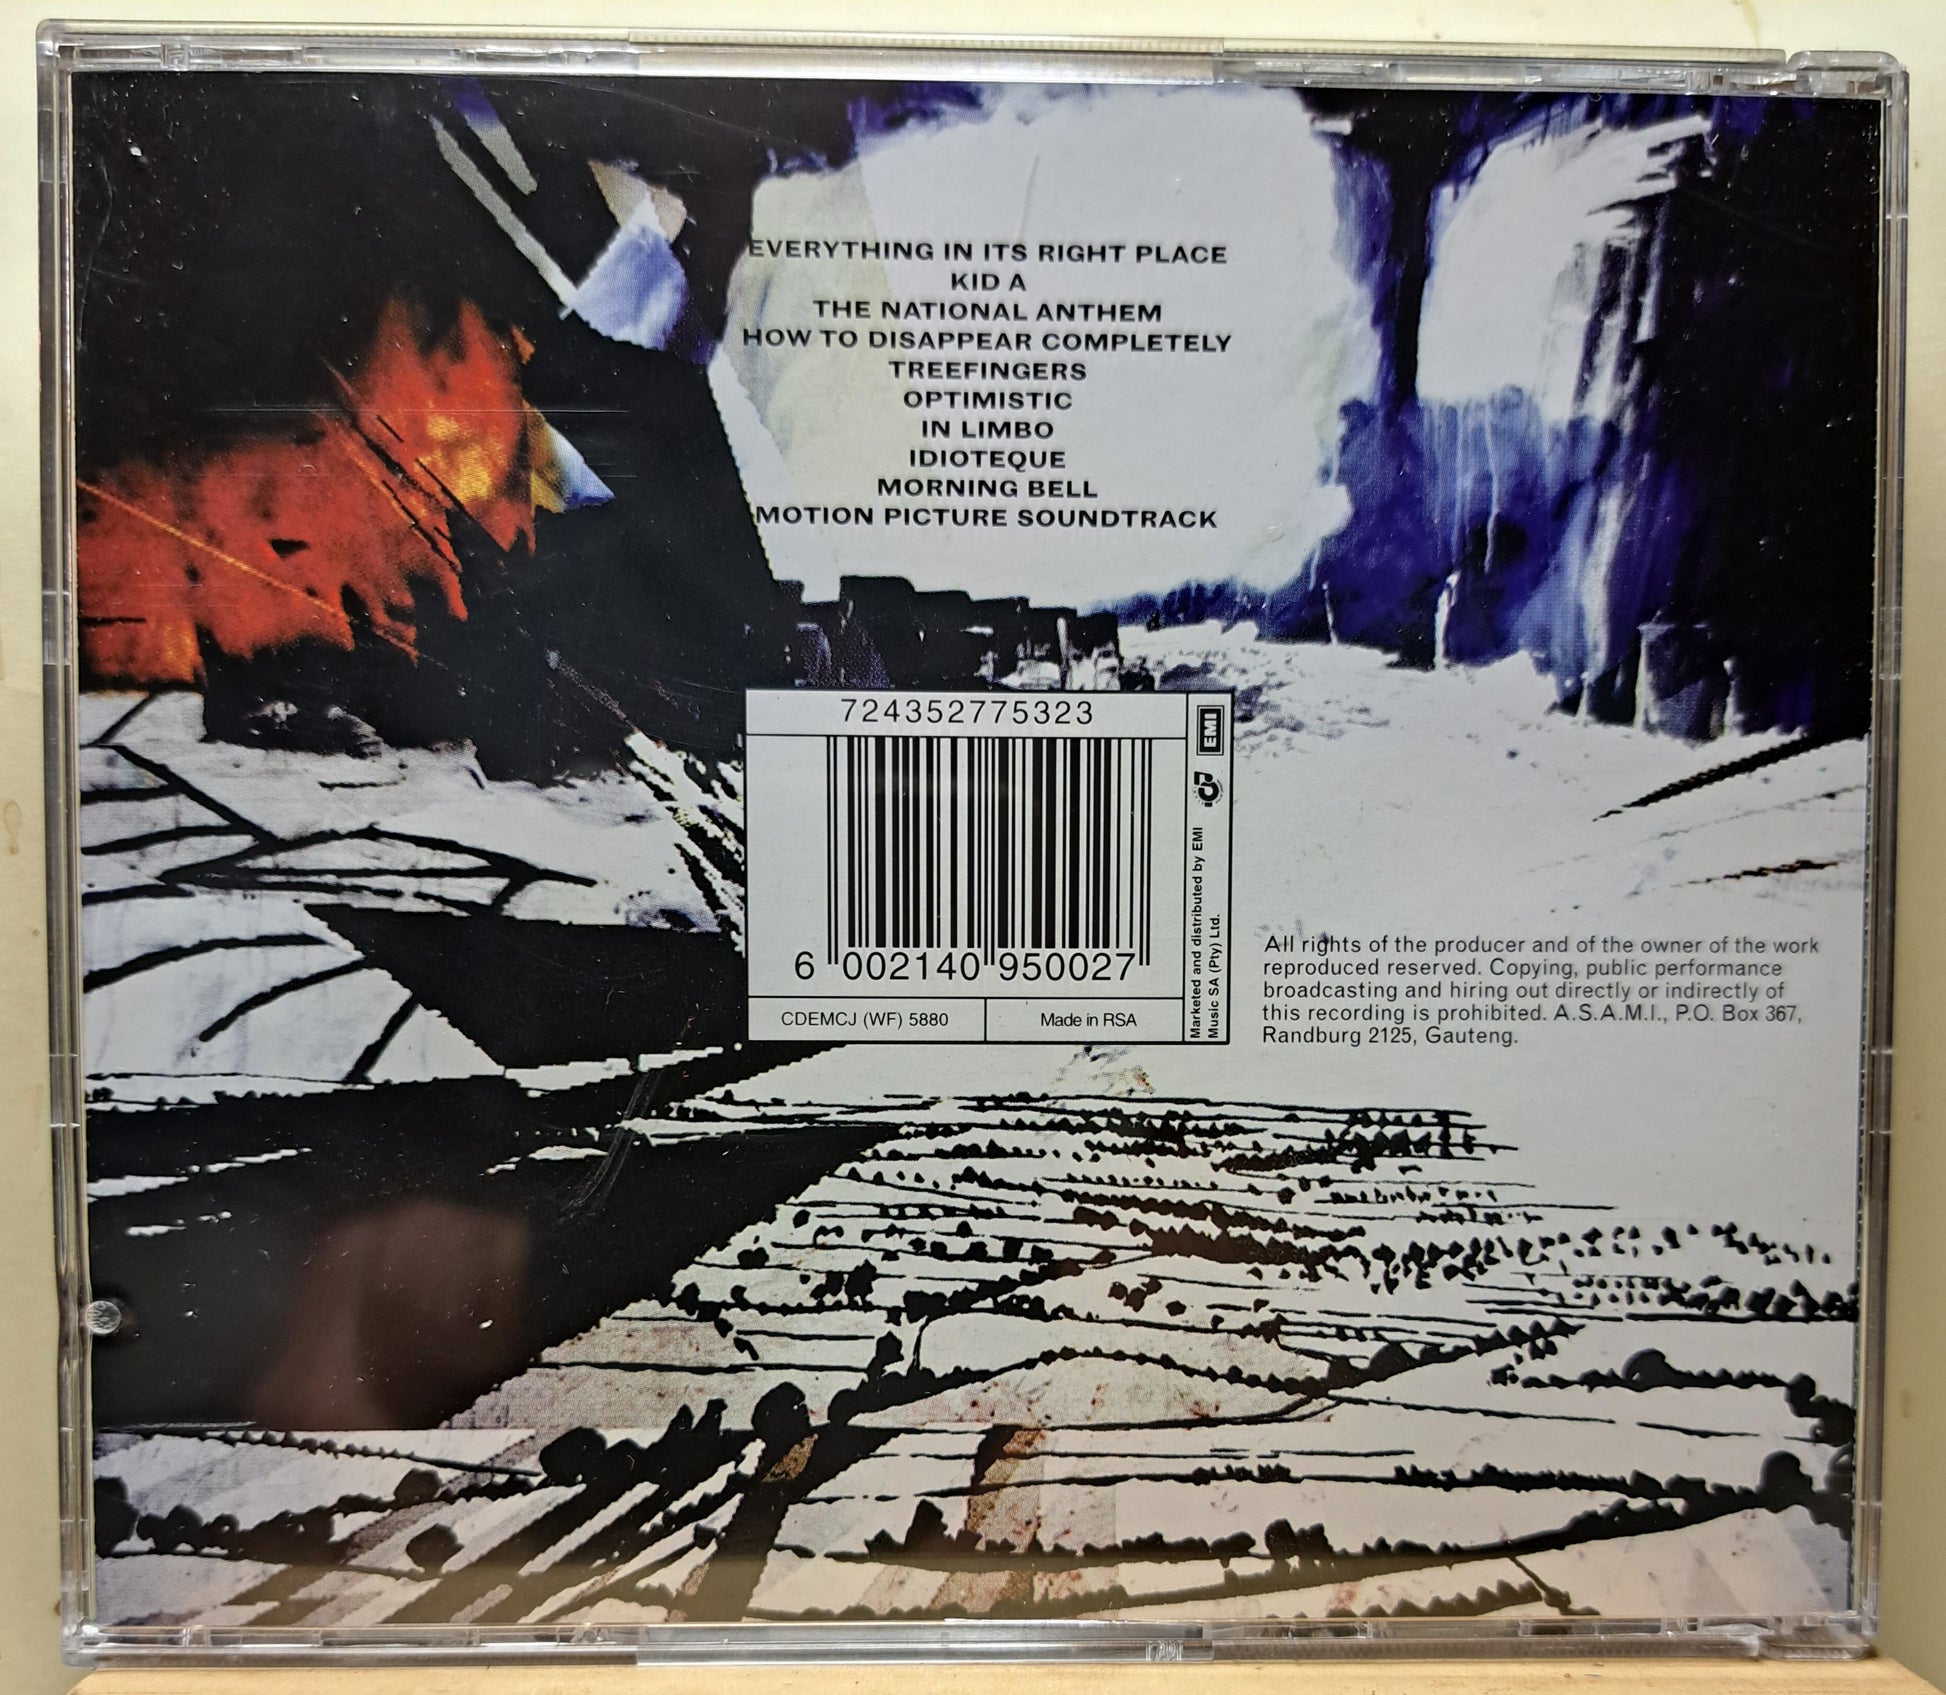 EVERYTHING IN ITS RIGHT PLACE
KID A
THE NATIONAL ANTHEM
HOW TO DISAPPEAR COMPLETELY
TREEFINGERS
OPTIMISTIC
IN LIMBO
IDIOTEQUE
MORNING BELL
MOTION PICTURE SOUNDTRACK
724352775323
6 002140 950027
CDEMCJ (WF) 5880
Made in RSA
EMI
Marketed and distributed by EMI
Music SA (Pty) Ltd.
All rights of the producer and of the owner of the work
reproduced reserved. Copying, public performance
broadcasting and hiring out directly or indirectly of
this recording is prohibited. A.S.A.M.I., P.O. Box 367,
Randburg 2125, Gauteng.